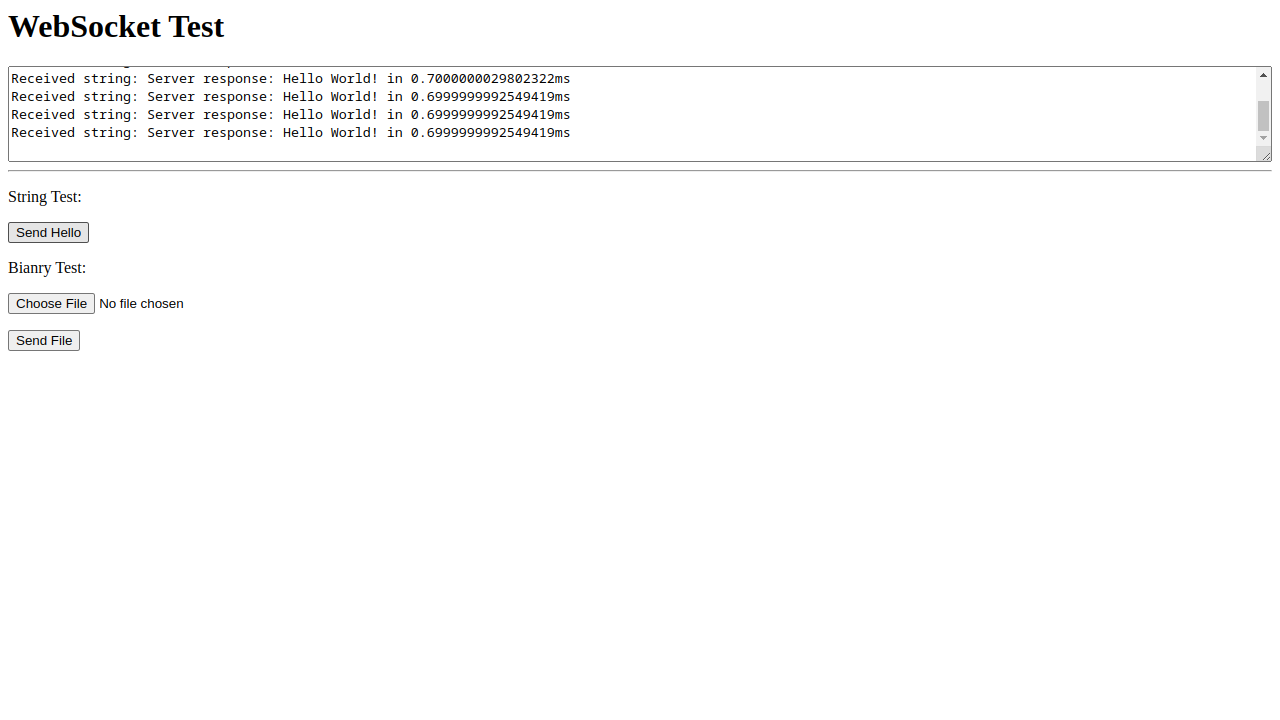 WebSocket Test
Received string: Server response: Hello World! in 0.7000000029802322ms
Received string: Server response: Hello World! in 0.6999999992549419ms
Received string: Server response: Hello World! in 0.6999999992549419ms
Received string: Server response: Hello World! in 0.6999999992549419ms
String Test:
Send Hello
Bianry Test:
Choose File No file chosen
Send File